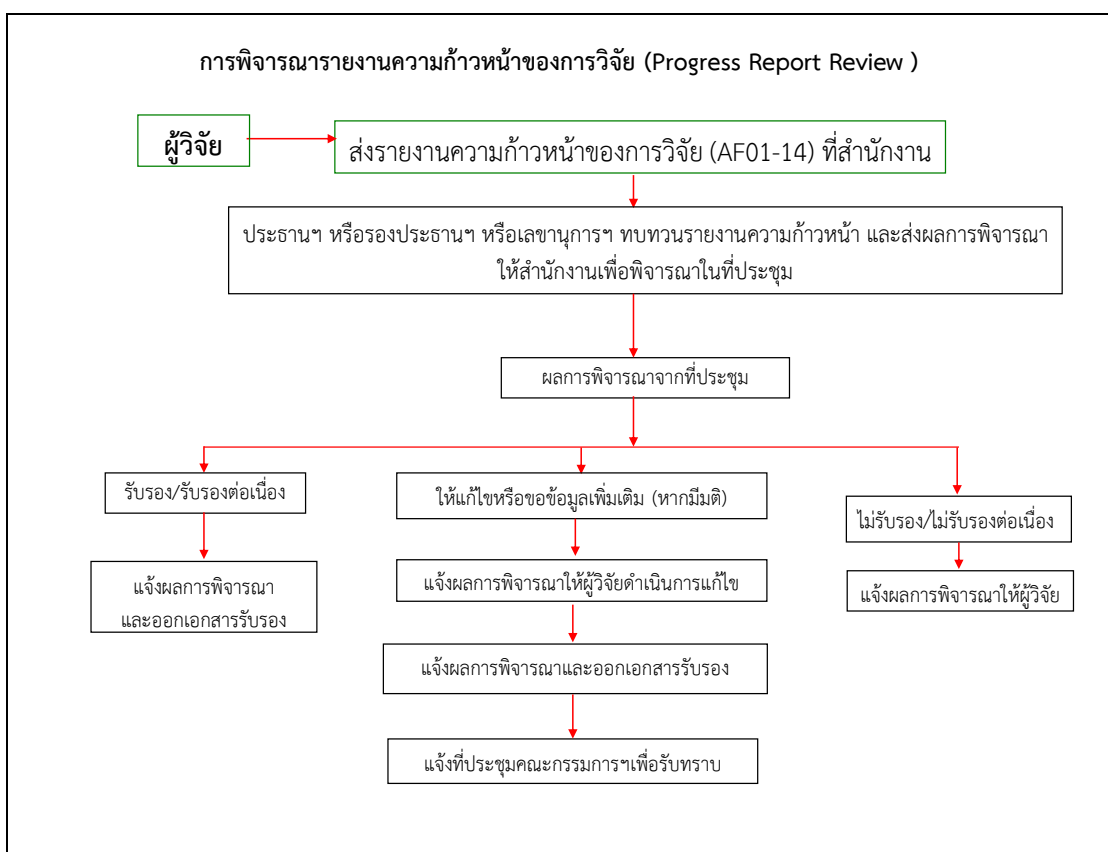 การพิจารณารายงานความก้าวหน้าของการวิจัย (Progress Report Review )
ผู้วิจัย
ส่งรายงานความก้าวหน้าของการวิจัย (AF01-14) ที่สำนักงาน
ประธานฯ หรือรองประธานฯ หรือเลขานุการฯ ทบทวนรายงานความก้าวหน้า และส่งผลการพิจารณา
ให้สำนักงานเพื่อพิจารณาในที่ประชุม
ผลการพิจารณาจากที่ประชุม
รับรอง/รับรองต่อเนื่อง
แจ้งผลการพิจารณา
และออกเอกสารรับรอง
ให้แก้ไขหรือขอข้อมูลเพิ่มเติม (หากมีมติ)
แจ้งผลการพิจารณาให้ผู้วิจัยดำเนินการแก้ไข
แจ้งผลการพิจารณาและออกเอกสารรับรอง
แจ้งที่ประชุมคณะกรรมการฯเพื่อรับทราบ
ไม่รับรอง/ไม่รับรองต่อเนื่อง
แจ้งผลการพิจารณาให้ผู้วิจัย